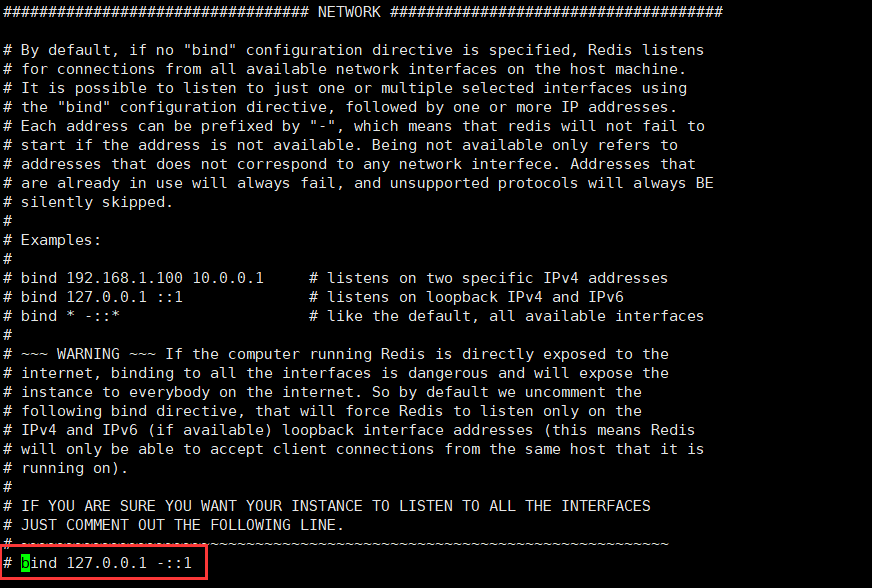 ################################## NETWORK #####################################
# By default, if no "bind" configuration directive is specified, Redis listens
# for connections from all available network interfaces on the host machine.
# It is possible to listen to just one or multiple selected interfaces using
# the "bind" configuration directive, followed by one or more IP addresses.
# Each address can be prefixed by "-", which means that redis will not fail to
# start if the address is not available. Being not available only refers to
# addresses that does not correspond to any network interfece. Addresses that
# are already in use will always fail, and unsupported protocols will always BE
# silently skipped.
#
# Examples:
#
# bind 192.168.1.100 10.0.0.1     # listens on two specific IPv4 addresses
# bind 127.0.0.1 ::1              # listens on loopback IPv4 and IPv6
# bind * -::*                     # like the default, all available interfaces
#
# ~~~ WARNING ~~~ If the computer running Redis is directly exposed to the
# internet, binding to all the interfaces is dangerous and will expose the
# instance to everybody on the internet. So by default we uncomment the
# following bind directive, that will force Redis to listen only on the
# IPv4 and IPv6 (if available) loopback interface addresses (this means Redis
# will only be able to accept client connections from the same host that it is
# running on).
#
# IF YOU ARE SURE YOU WANT YOUR INSTANCE TO LISTEN TO ALL THE INTERFACES
# JUST COMMENT OUT THE FOLLOWING LINE.
# ~~~~~~~~~~~~~~~~~~~~~~~~~~~~~~~~~~~~~~~~~~~~~~~~~~~~~~~~~~~~~~~~~~~~~~~~
# bind 127.0.0.1 -::1